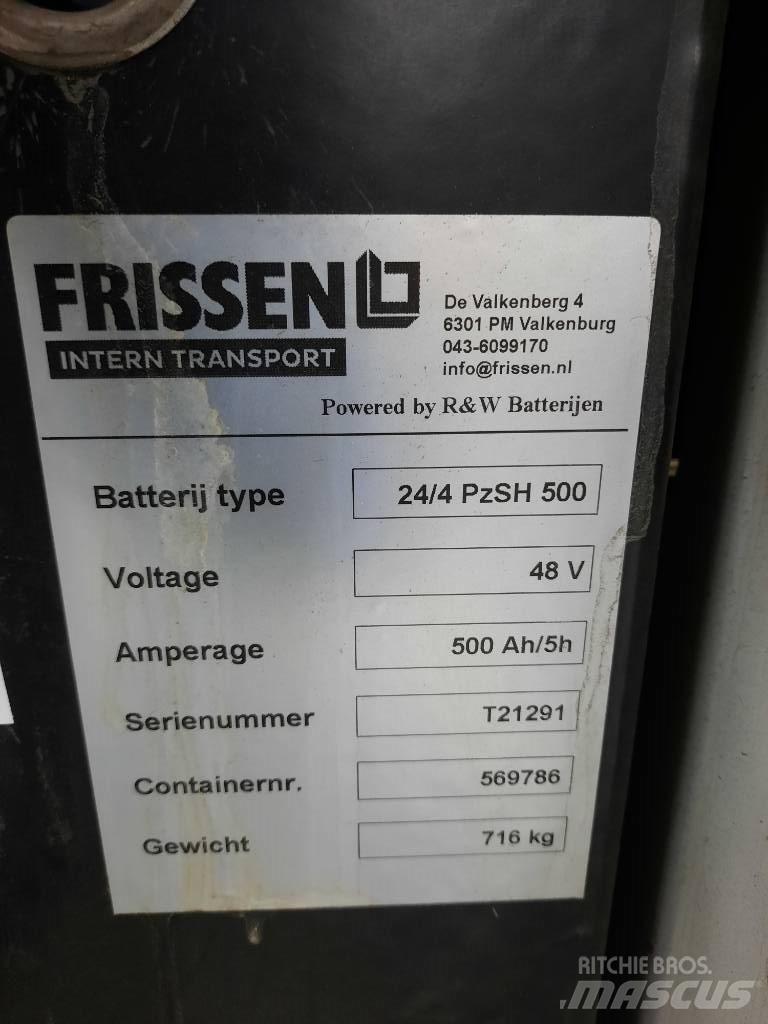 FRISSEN
INTERN TRANSPORT
De Valkenberg 4
6301 PM Valkenburg
043-6099170
info@frissen.nl
Powered by R&W Batterijen
Batterij type 24/4 PzSH 500
Voltage 48 V
Amperage 500 Ah/5h
Serienummer T21291
Containernr. 569786
Gewicht 716 kg
RITCHIE BROS.
MASCUS